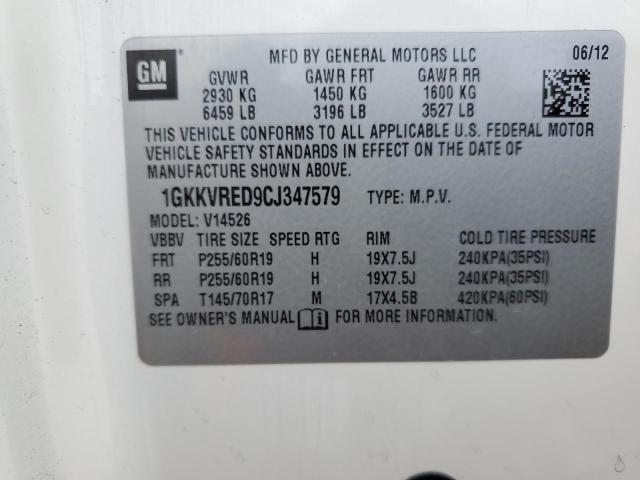 GM MFD BY GENERAL MOTORS LLC 06/12
GVWR GAWR FRT GAWR RR
2930 KG 1450 KG 1600 KG
6459 LB 3196 LB 3527 LB
THIS VEHICLE CONFORMS TO ALL APPLICABLE U.S. FEDERAL MOTOR
VEHICLE SAFETY STANDARDS IN EFFECT ON THE DATE OF
MANUFACTURE SHOWN ABOVE.
1GKKVRED9CJ347579 TYPE: M.P.V.
MODEL: V14526
VBBV TIRE SIZE SPEED RTG RIM COLD TIRE PRESSURE
FRT P255/60R19 H 19X7.5J 240KPA(35PSI)
RR P255/60R19 H 19X7.5J 240KPA(35PSI)
SPA T145/70R17 M 17X4.5B 420KPA(60PSI)
SEE OWNER'S MANUAL FOR MORE INFORMATION.